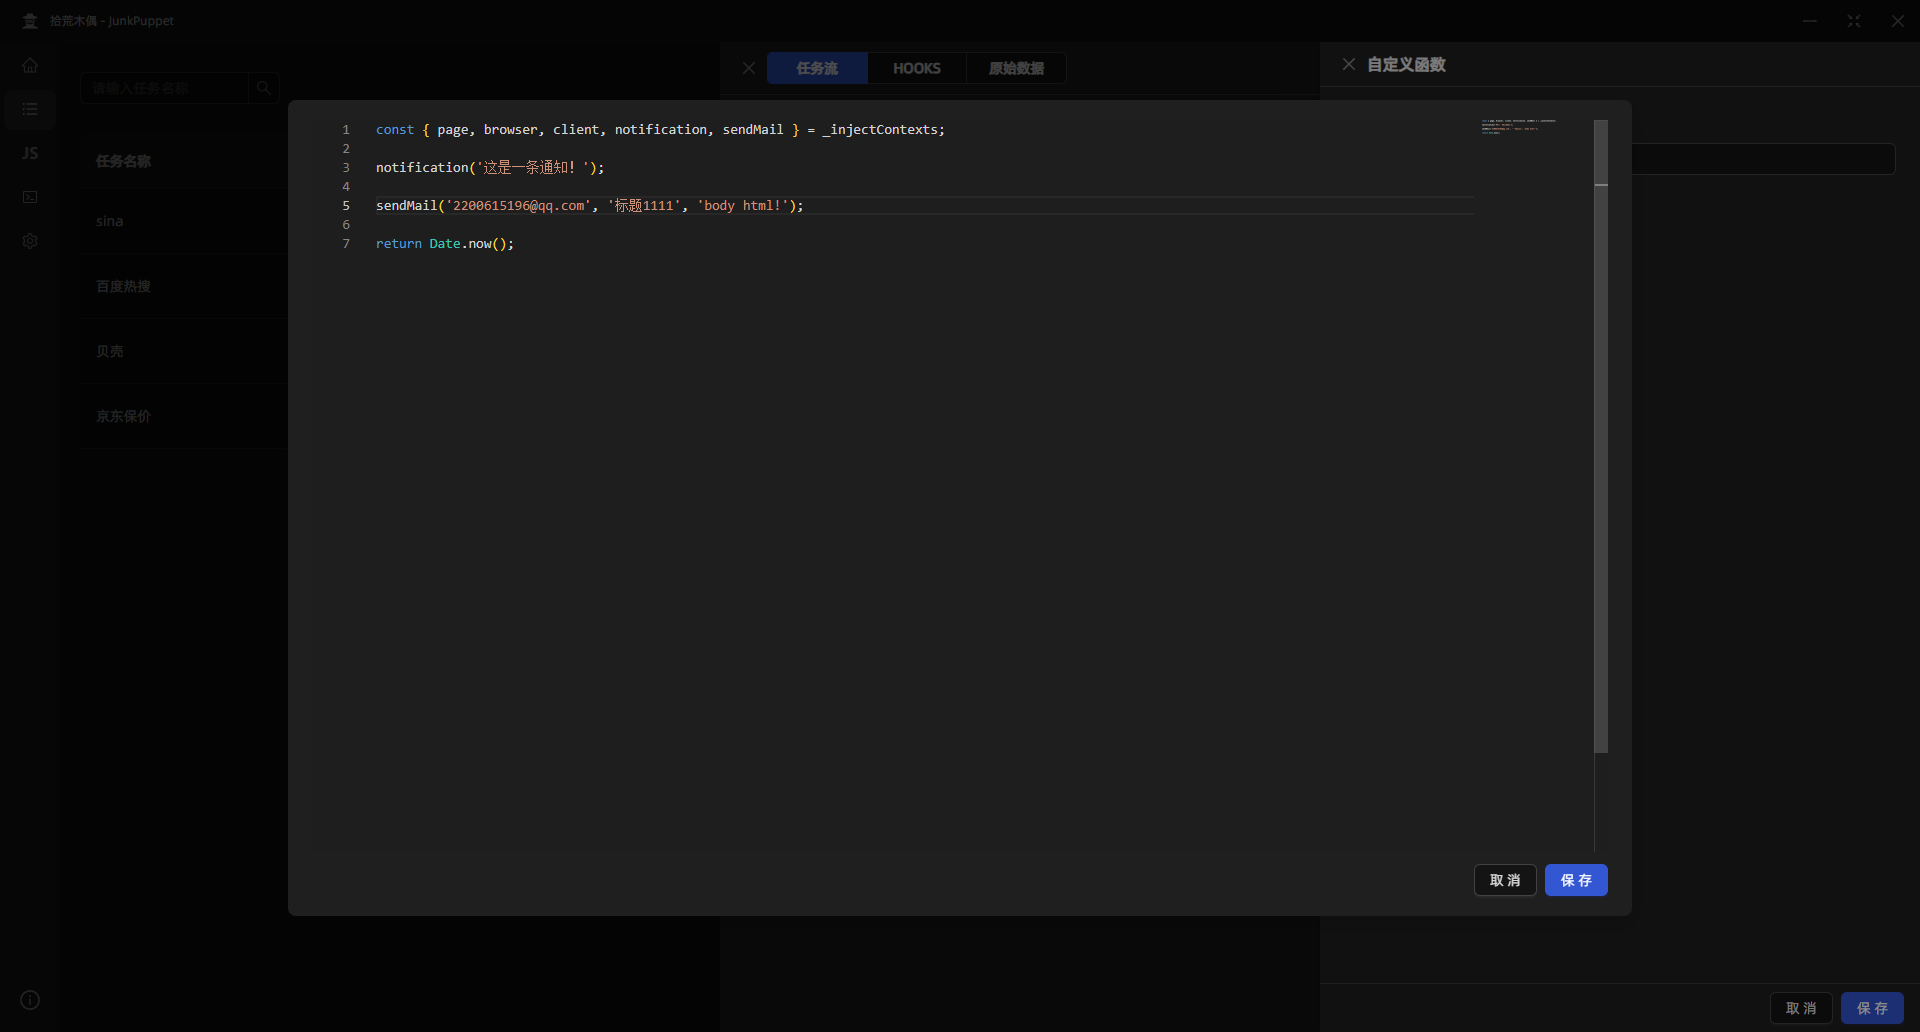 拾荒木偶 - JunkPuppet
任务流 HOOKS 原始数据
自定义函数
请输入任务名称
JS
任务名称
sina
百度热搜
贝壳
京东保价
1 const { page, browser, client, notification, sendMail } = _injectContexts;
2
3 notification('这是一条通知！');
4
5 sendMail('2200615196@qq.com', '标题1111', 'body html!');
6
7 return Date.now();
取 消 保 存
取 消 保 存